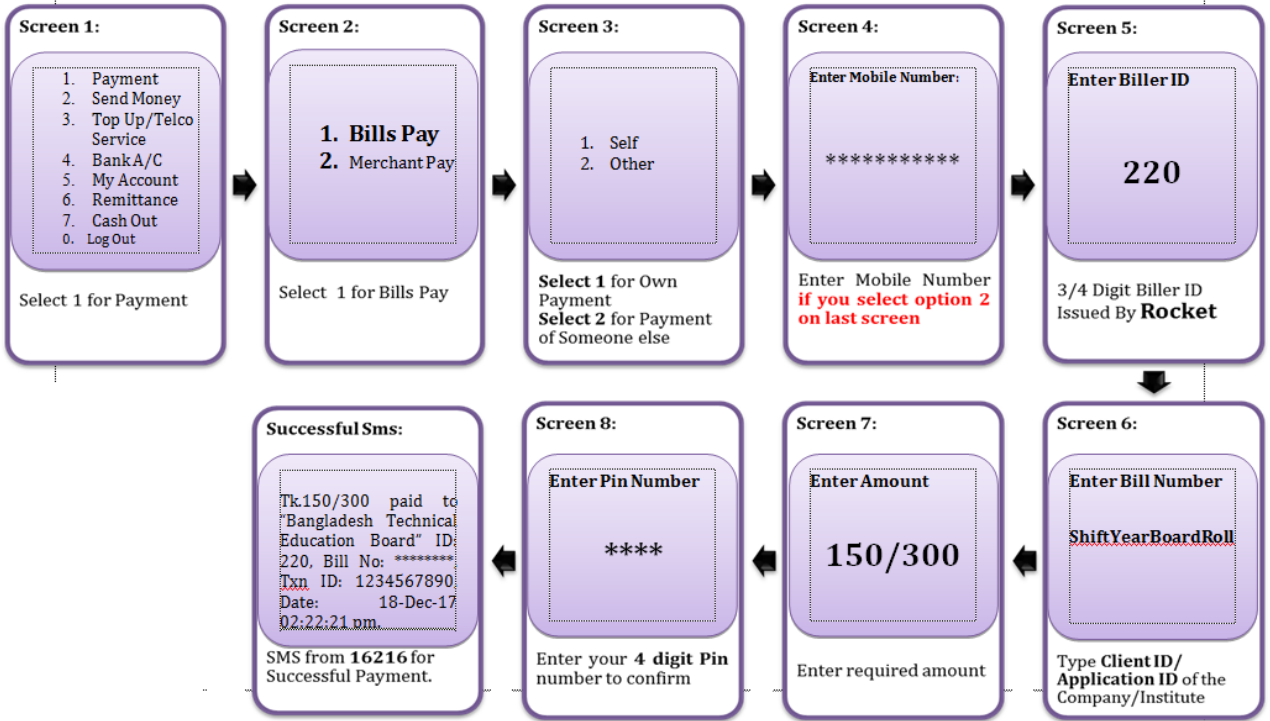 Screen 1:
1. Payment
2. Send Money
3. Top Up/Telco
Service
4. Bank A/C
5. My Account
6. Remittance
7. Cash Out
0. Log Out
Select 1 for Payment
Screen 2:
1. Bills Pay
2. Merchant Pay
Select 1 for Bills Pay
Screen 3:
1. Self
2. Other
Select 1 for Own
Payment
Select 2 for Payment
of Someone else
Screen 4:
Enter Mobile Number:
***********
Enter Mobile Number
if you select option 2
on last screen
Screen 5:
Enter Biller ID
220
3/4 Digit Biller ID
Issued By Rocket
Screen 6:
Enter Bill Number
ShiftYearBoardRoll
Type Client ID/
Application ID of the
Company/Institute
Screen 7:
Enter Amount
150/300
Enter required amount
Screen 8:
Enter Pin Number
****
Enter your 4 digit Pin
number to confirm
Successful Sms:
Tk.150/300 paid to
"Bangladesh Technical
Education Board" ID:
220, Bill No: ********
Txn ID: 1234567890
Date: 18-Dec-17
02:22:21 pm.
SMS from 16216 for
Successful Payment.